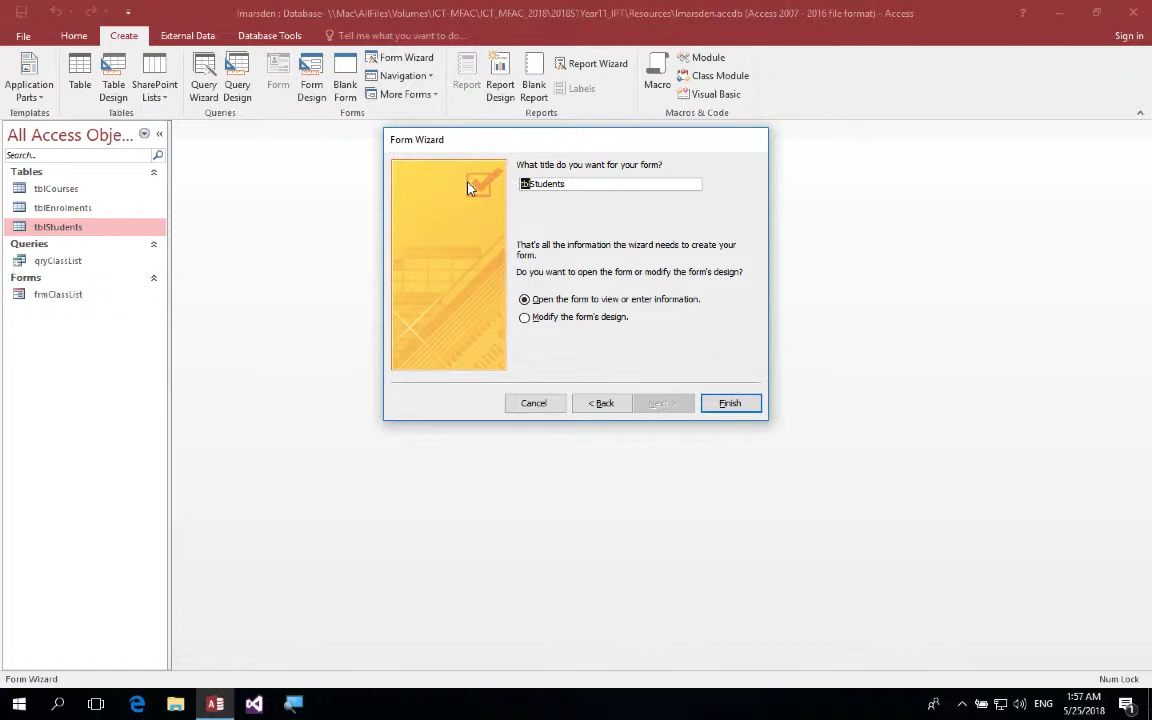 lmarsden : Database- \\Mac\AllFiles\Volumes\ICT-MFAC\ICT_MFAC_2018\2018S1Year11_IPT\Resources\lmarsden.accdb (Access 2007 - 2016 file format) - Access
File Home Create External Data Database Tools Tell me what you want to do... Sign in
Application Parts
Table
Table Design
SharePoint Lists
Query Wizard
Query Design
Form
Form Design
Blank Form
Form Wizard
Navigation
More Forms
Report
Report Design
Blank Report
Report Wizard
Labels
Macro
Module
Class Module
Visual Basic
Templates Tables Queries Forms Reports Macros & Code
All Access Obje...
Search...
Tables
tblCourses
tblEnrolments
tblStudents
Queries
qryClassList
Forms
frmClassList
Form Wizard
What title do you want for your form?
tblStudents
That's all the information the wizard needs to create your
form.
Do you want to open the form or modify the form's design?
Open the form to view or enter information.
Modify the form's design.
Cancel < Back Next > Finish
Form Wizard Num Lock
ENG
1:57 AM
5/25/2018
1